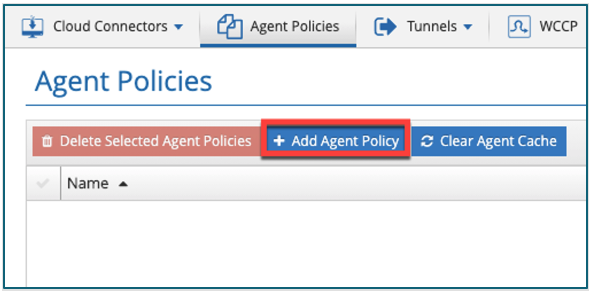 Cloud Connectors Agent Policies Tunnels WCCP
Agent Policies
Delete Selected Agent Policies + Add Agent Policy Clear Agent Cache
Name